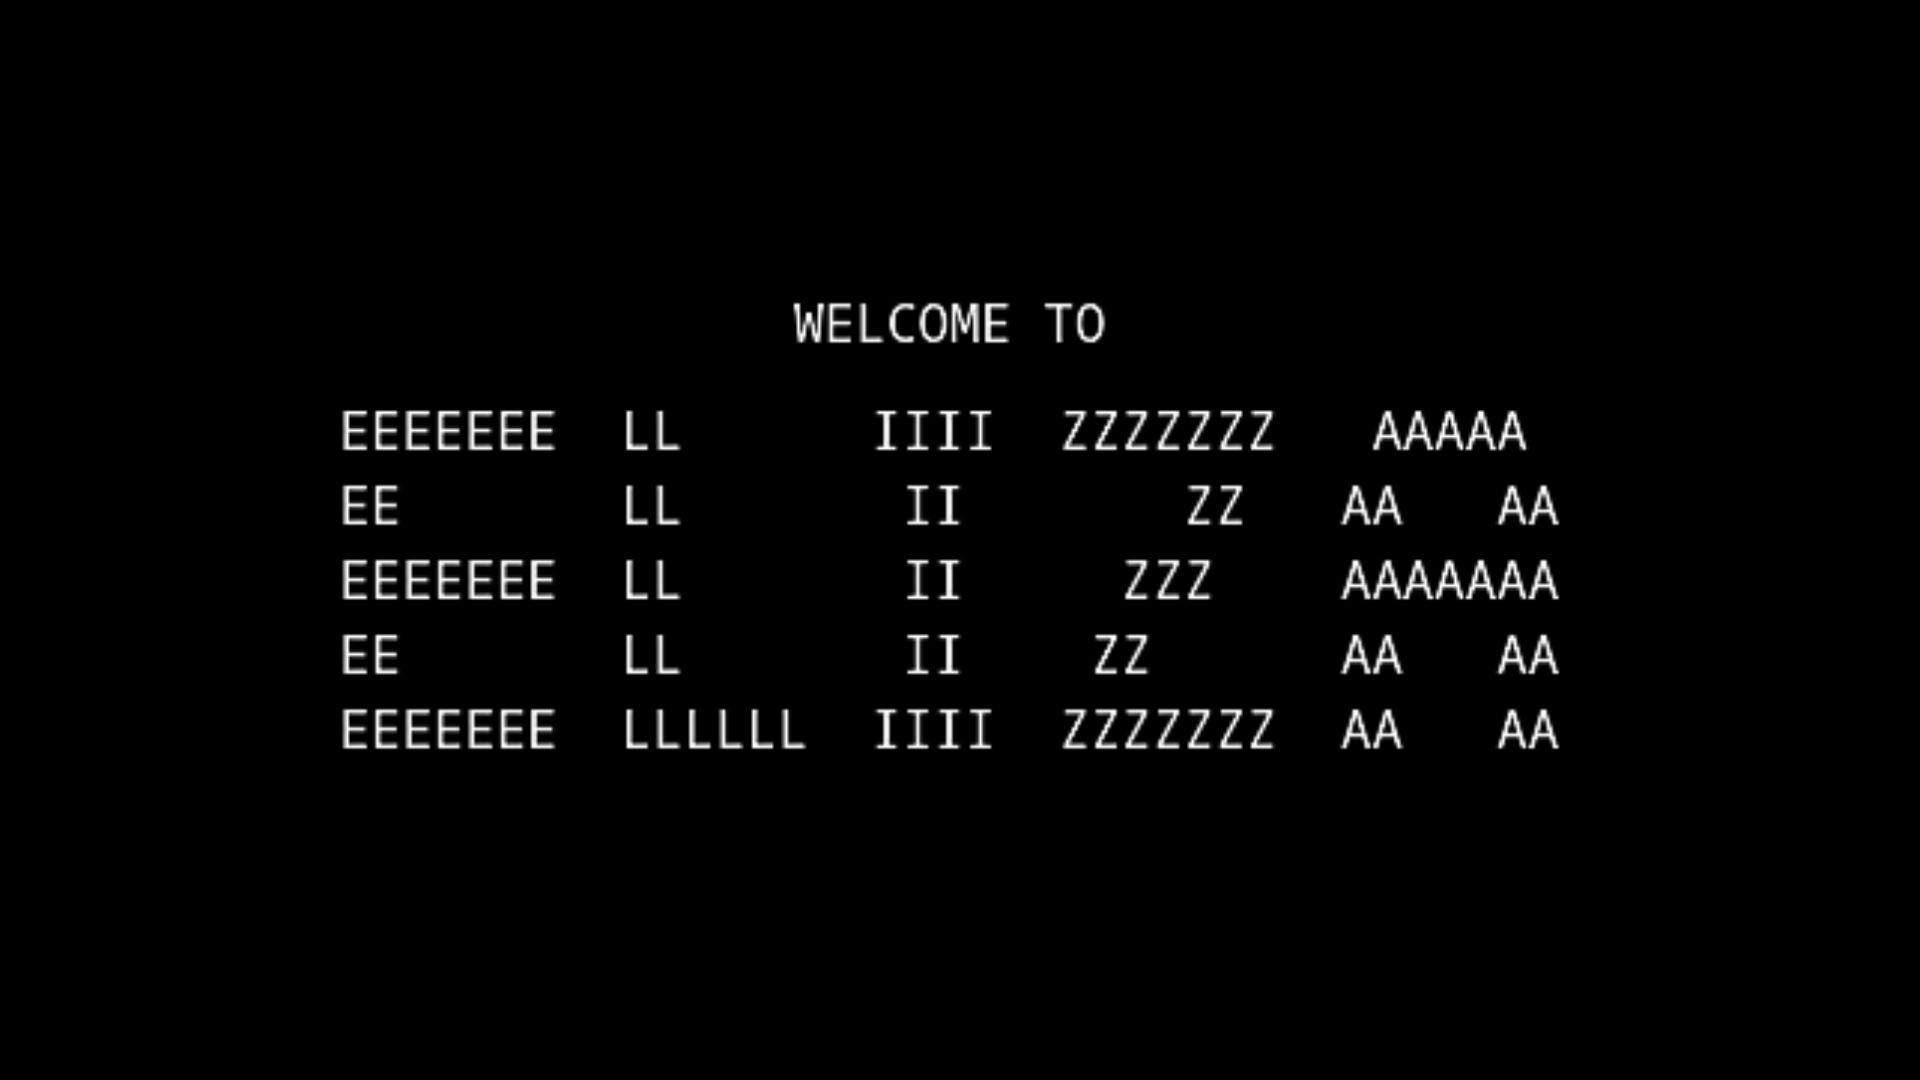 WELCOME TO
EEEEEEE  LL      IIII  ZZZZZZZ   AAAAA
EE       LL       II       ZZ   AA   AA
EEEEEEE  LL       II     ZZZ    AAAAAAA
EE       LL       II    ZZ      AA   AA
EEEEEEE  LLLLLL  IIII  ZZZZZZZ  AA   AA